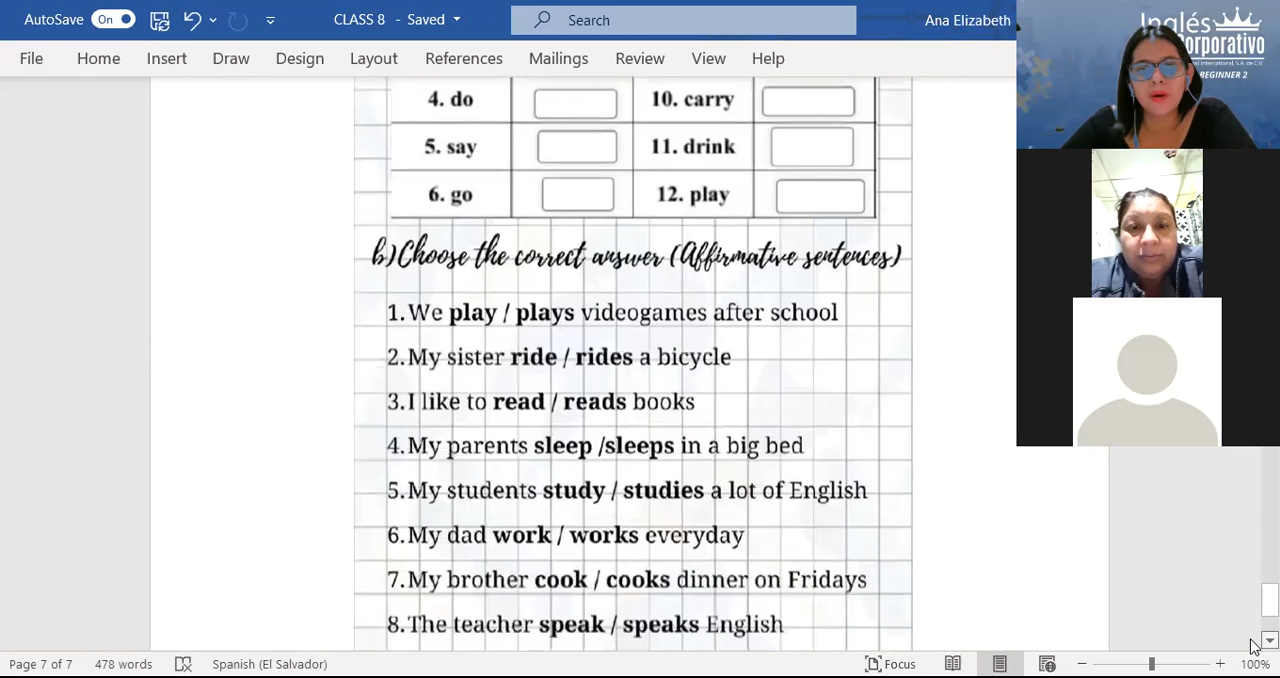 AutoSave On CLASS 8 - Saved Search Ana Elizabeth
File Home Insert Draw Design Layout References Mailings Review View Help
Inglés
Corporativo
BEGINNER 2
4. do 10. carry
5. say 11. drink
6. go 12. play
b)Choose the correct answer (Affirmative sentences)
1. We play / plays videogames after school
2. My sister ride / rides a bicycle
3. I like to read / reads books
4. My parents sleep /sleeps in a big bed
5. My students study / studies a lot of English
6. My dad work / works everyday
7. My brother cook / cooks dinner on Fridays
8. The teacher speak / speaks English
Page 7 of 7 478 words Spanish (El Salvador) Focus 100%